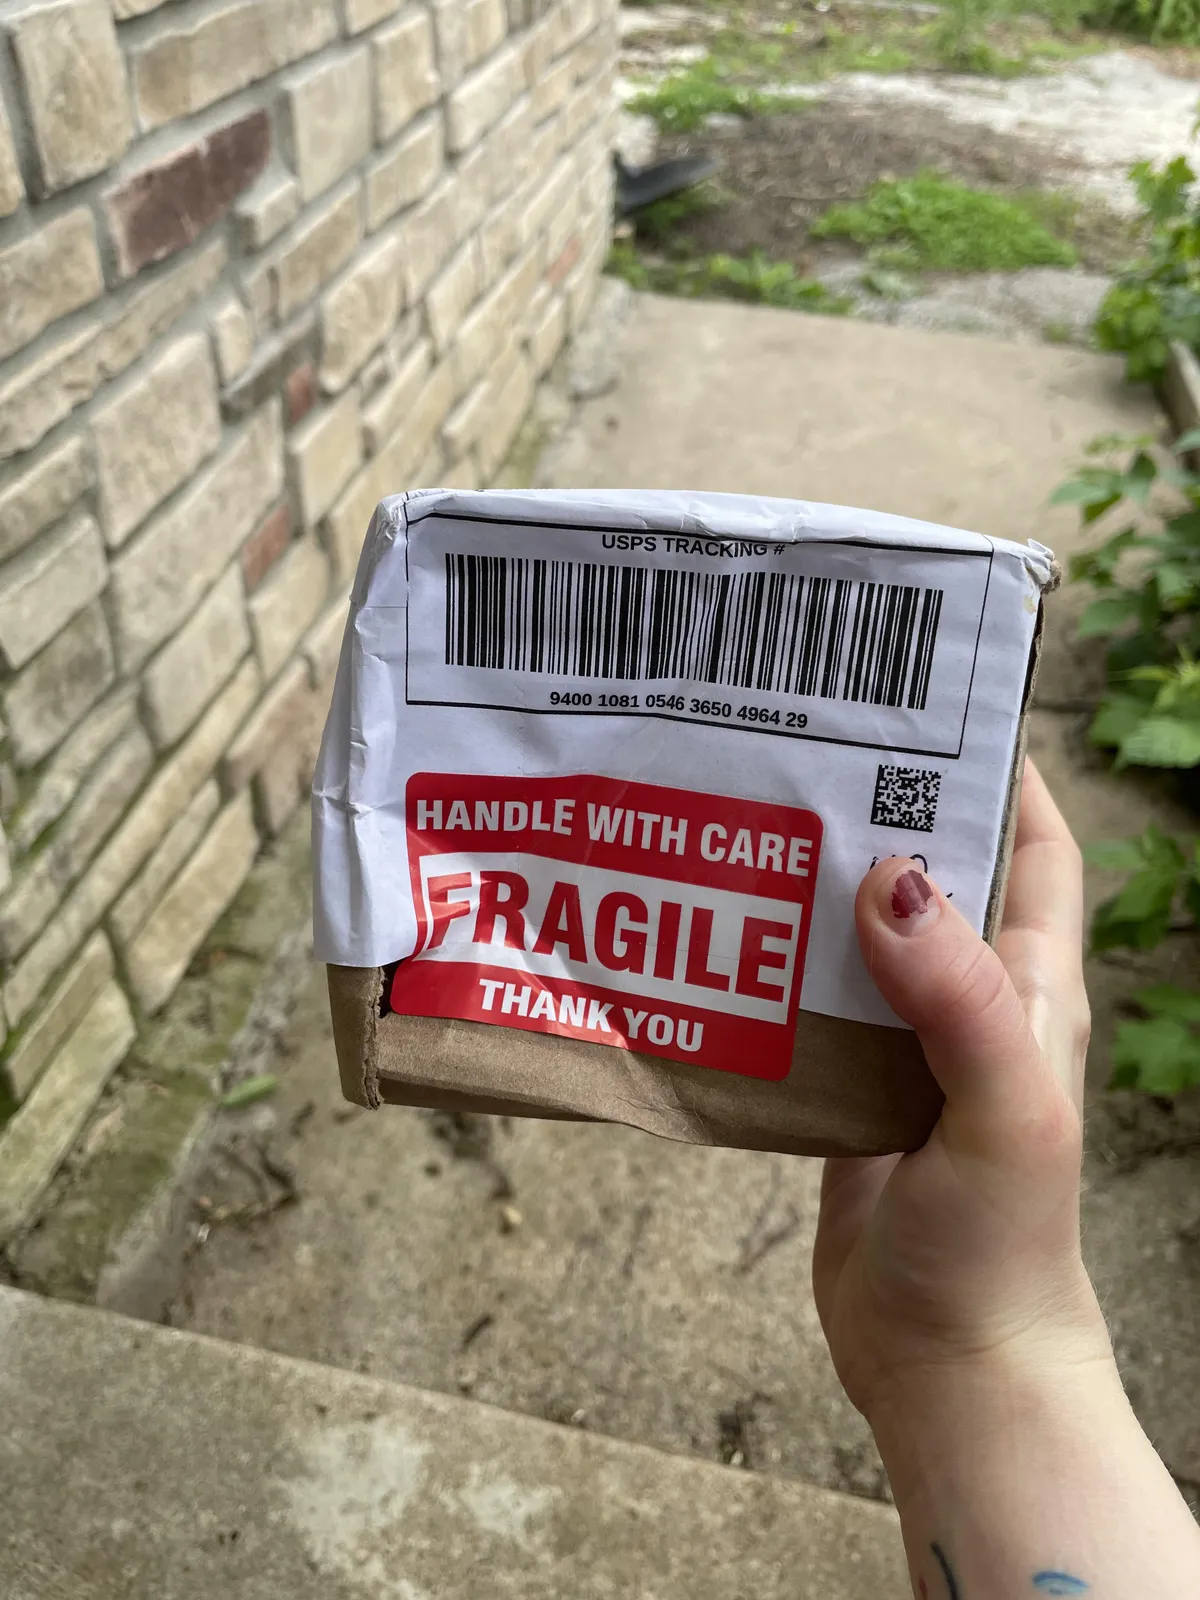 USPS TRACKING #
9400 1081 0546 3650 4964 29
HANDLE WITH CARE
FRAGILE
THANK YOU